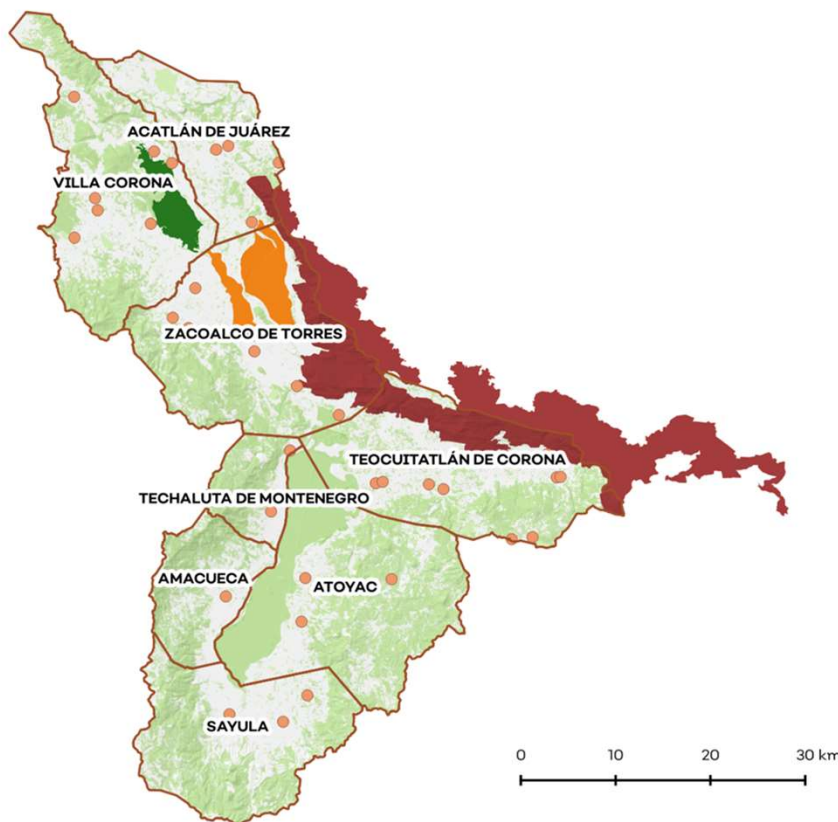 ACATLÁN DE JUÁREZ
VILLA CORONA
ZACOALCO DE TORRES
TEOCUITATLÁN DE CORONA
TECHALUTA DE MONTENEGRO
AMACUECA
ATOYAC
SAYULA
0 10 20 30 km